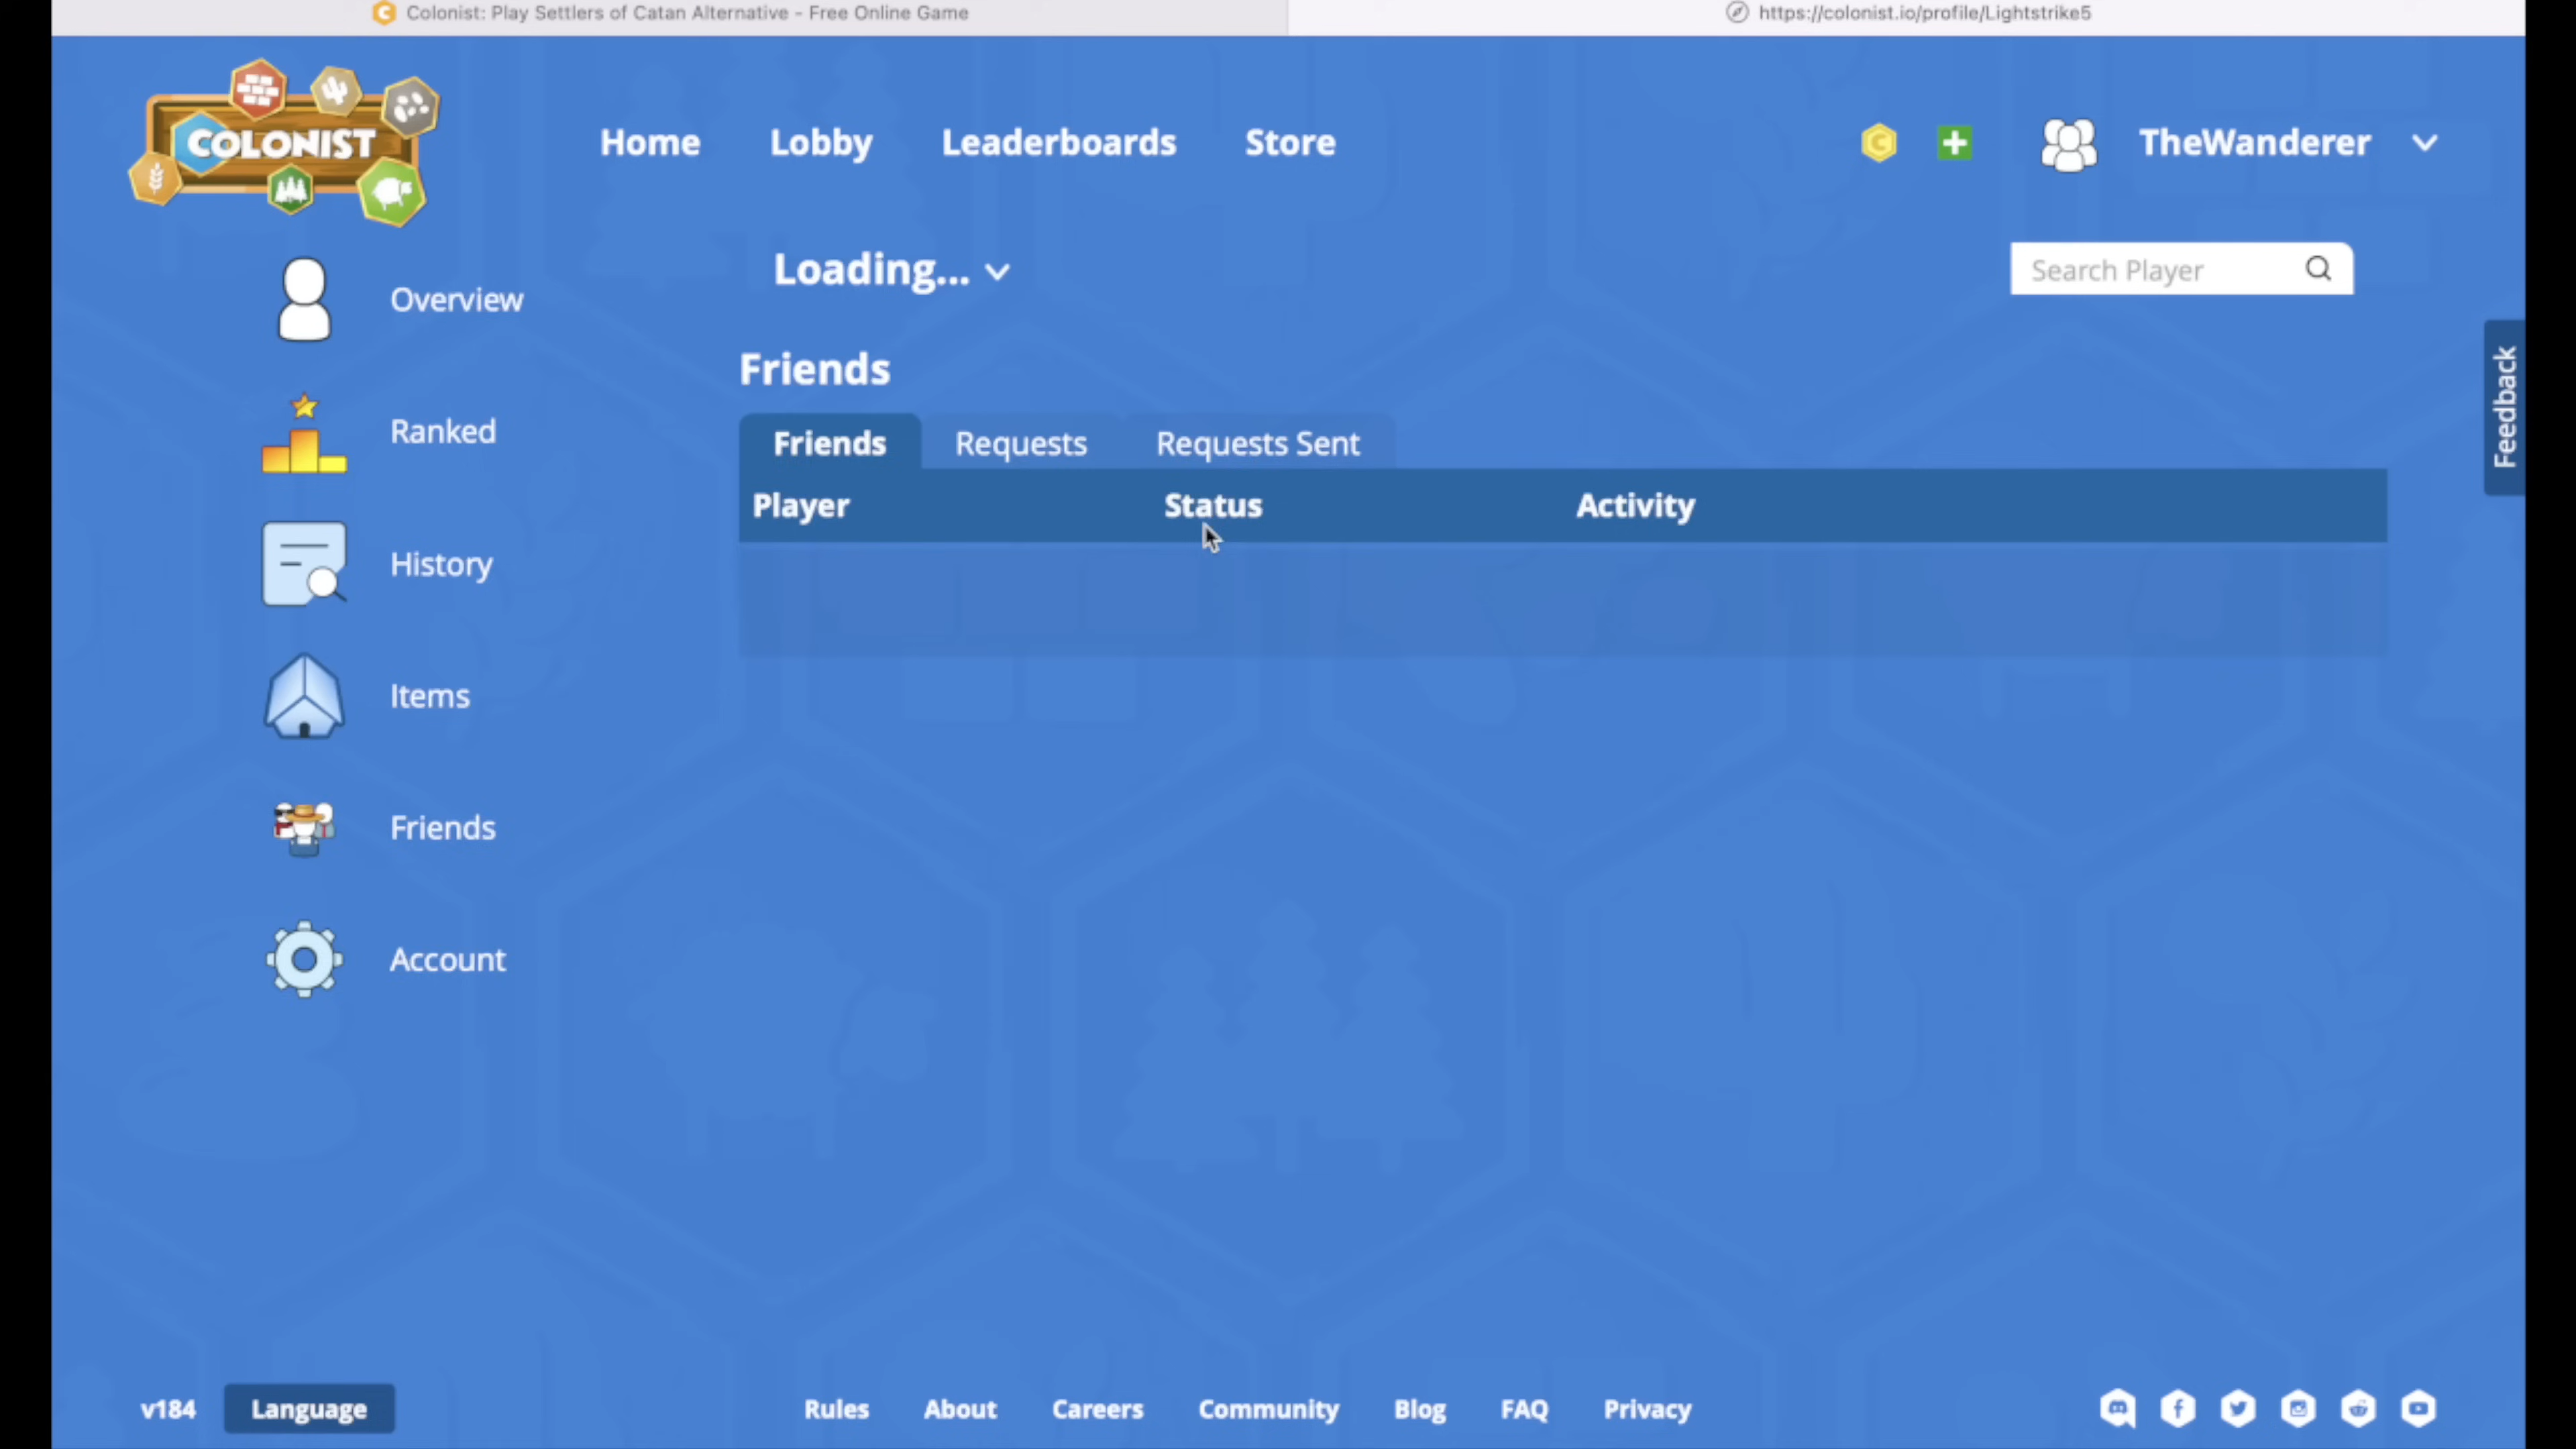 Colonist: Play Settlers of Catan Alternative - Free Online Game
https://colonist.io/profile/Lightstrike5
COLONIST
Home
Lobby
Leaderboards
Store
TheWanderer
Loading...
Search Player
Overview
Ranked
History
Items
Friends
Account
Friends
Friends
Requests
Requests Sent
Player
Status
Activity
Feedback
v184
Language
Rules
About
Careers
Community
Blog
FAQ
Privacy